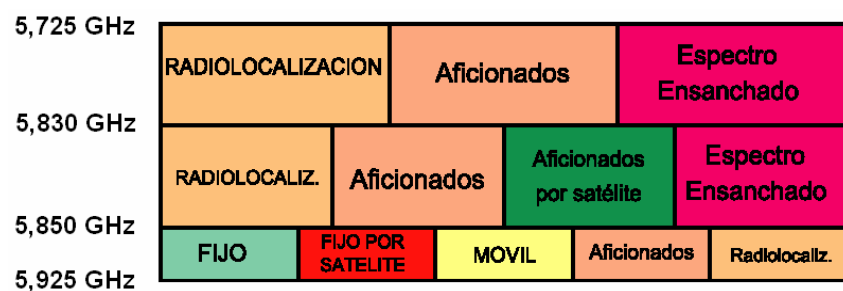 5,725 GHz
RADIOLOCALIZACION
Aficionados
Espectro
Ensanchado
5,830 GHz
RADIOLOCALIZ.
Aficionados
Aficionados
por satélite
Espectro
Ensanchado
5,850 GHz
FIJO
FIJO POR
SATELITE
MOVIL
Aficionados
Radiolocaliz.
5,925 GHz